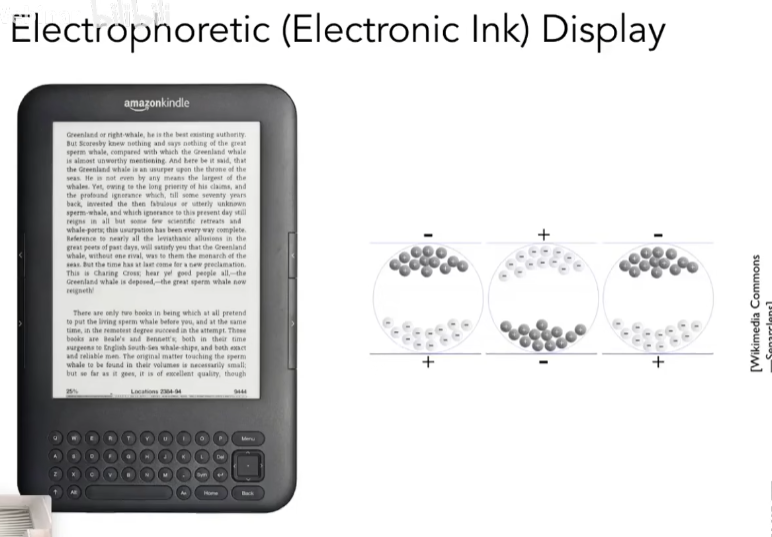 Electrophoretic (Electronic Ink) Display
amazonkindle
Greenland or right-whale, he is the best existing authority.
But Scoresby knew nothing and says nothing of the great
sperm whale, compared with which the Greenland whale
is almost unworthy mentioning. And here be it said, that
the Greenland whale is an usurper upon the throne of the
seas. He is not even by any means the largest of the
whales. Yet, owing to the long priority of his claims, and
the profound ignorance which, till some seventy years
back, invested the then fabulous or utterly unknown
sperm-whale, and which ignorance to this present day still
reigns in all but some few scientific retreats and
whale-ports; this usurpation has been every way complete.
Reference to nearly all the leviathanic allusions in the
great poets of past days, will satisfy you that the Greenland
whale, without one rival, was to them the monarch of the
seas. But the time has at last come for a new proclamation.
This is Charing Cross; hear ye! good people all,—the
Greenland whale is deposed,—the great sperm whale now
reigneth!
There are only two books in being which at all pretend
to put the living sperm whale before you, and at the same
time, in the remotest degree succeed in the attempt. Those
books are Beale's and Bennett's; both in their time
surgeons to English South-Sea whale-ships, and both exact
and reliable men. The original matter touching the sperm
whale to be found in their volumes is necessarily small;
but so far as it goes, it is of excellent quality, though
25%
Q W E R T Y U I O P Menu
A S D F G H J K L Del
Z X C V B N M . Sym
Alt Aa Home Back
- + -
+ - +
[Wikimedia Commons